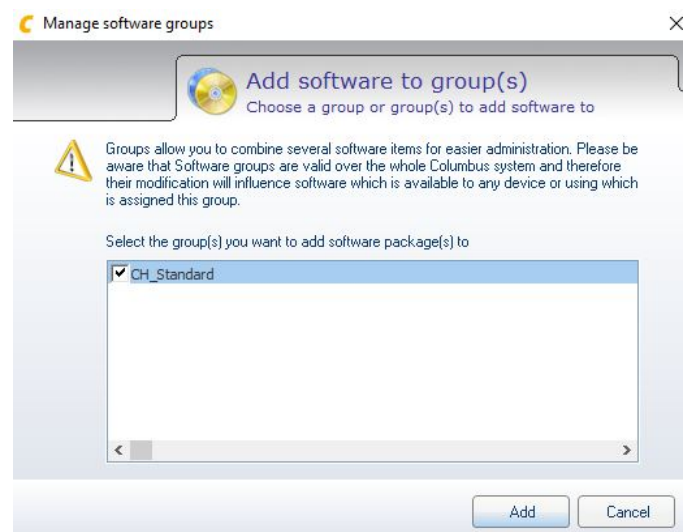 Manage software groups
Add software to group(s)
Choose a group or group(s) to add software to
Groups allow you to combine several software items for easier administration. Please be
aware that Software groups are valid over the whole Columbus system and therefore
their modification will influence software which is available to any device or using which
is assigned this group.
Select the group(s) you want to add software package(s) to
CH_Standard
Add
Cancel